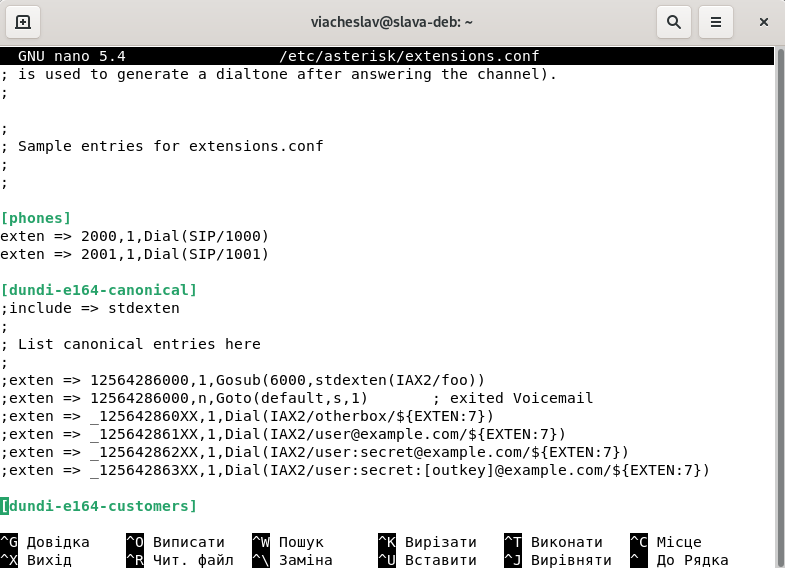 viacheslav@slava-deb: ~
GNU nano 5.4 /etc/asterisk/extensions.conf
; is used to generate a dialtone after answering the channel).
;
;
; Sample entries for extensions.conf
;
;
[phones]
exten => 2000,1,Dial(SIP/1000)
exten => 2001,1,Dial(SIP/1001)
[dundi-e164-canonical]
;include => stdexten
;
; List canonical entries here
;
;exten => 12564286000,1,Gosub(6000,stdexten(IAX2/foo))
;exten => 12564286000,n,Goto(default,s,1) ; exited Voicemail
;exten => _125642860XX,1,Dial(IAX2/otherbox/${EXTEN:7})
;exten => _125642861XX,1,Dial(IAX2/user@example.com/${EXTEN:7})
;exten => _125642862XX,1,Dial(IAX2/user:secret@example.com/${EXTEN:7})
;exten => _125642863XX,1,Dial(IAX2/user:secret:[outkey]@example.com/${EXTEN:7})
[dundi-e164-customers]
^G Довідка ^O Виписати ^W Пошук ^K Вирізати ^T Виконати ^C Місце
^X Вихід ^R Чит. файл ^\ Заміна ^U Вставити ^J Вирівняти ^_ До Рядка